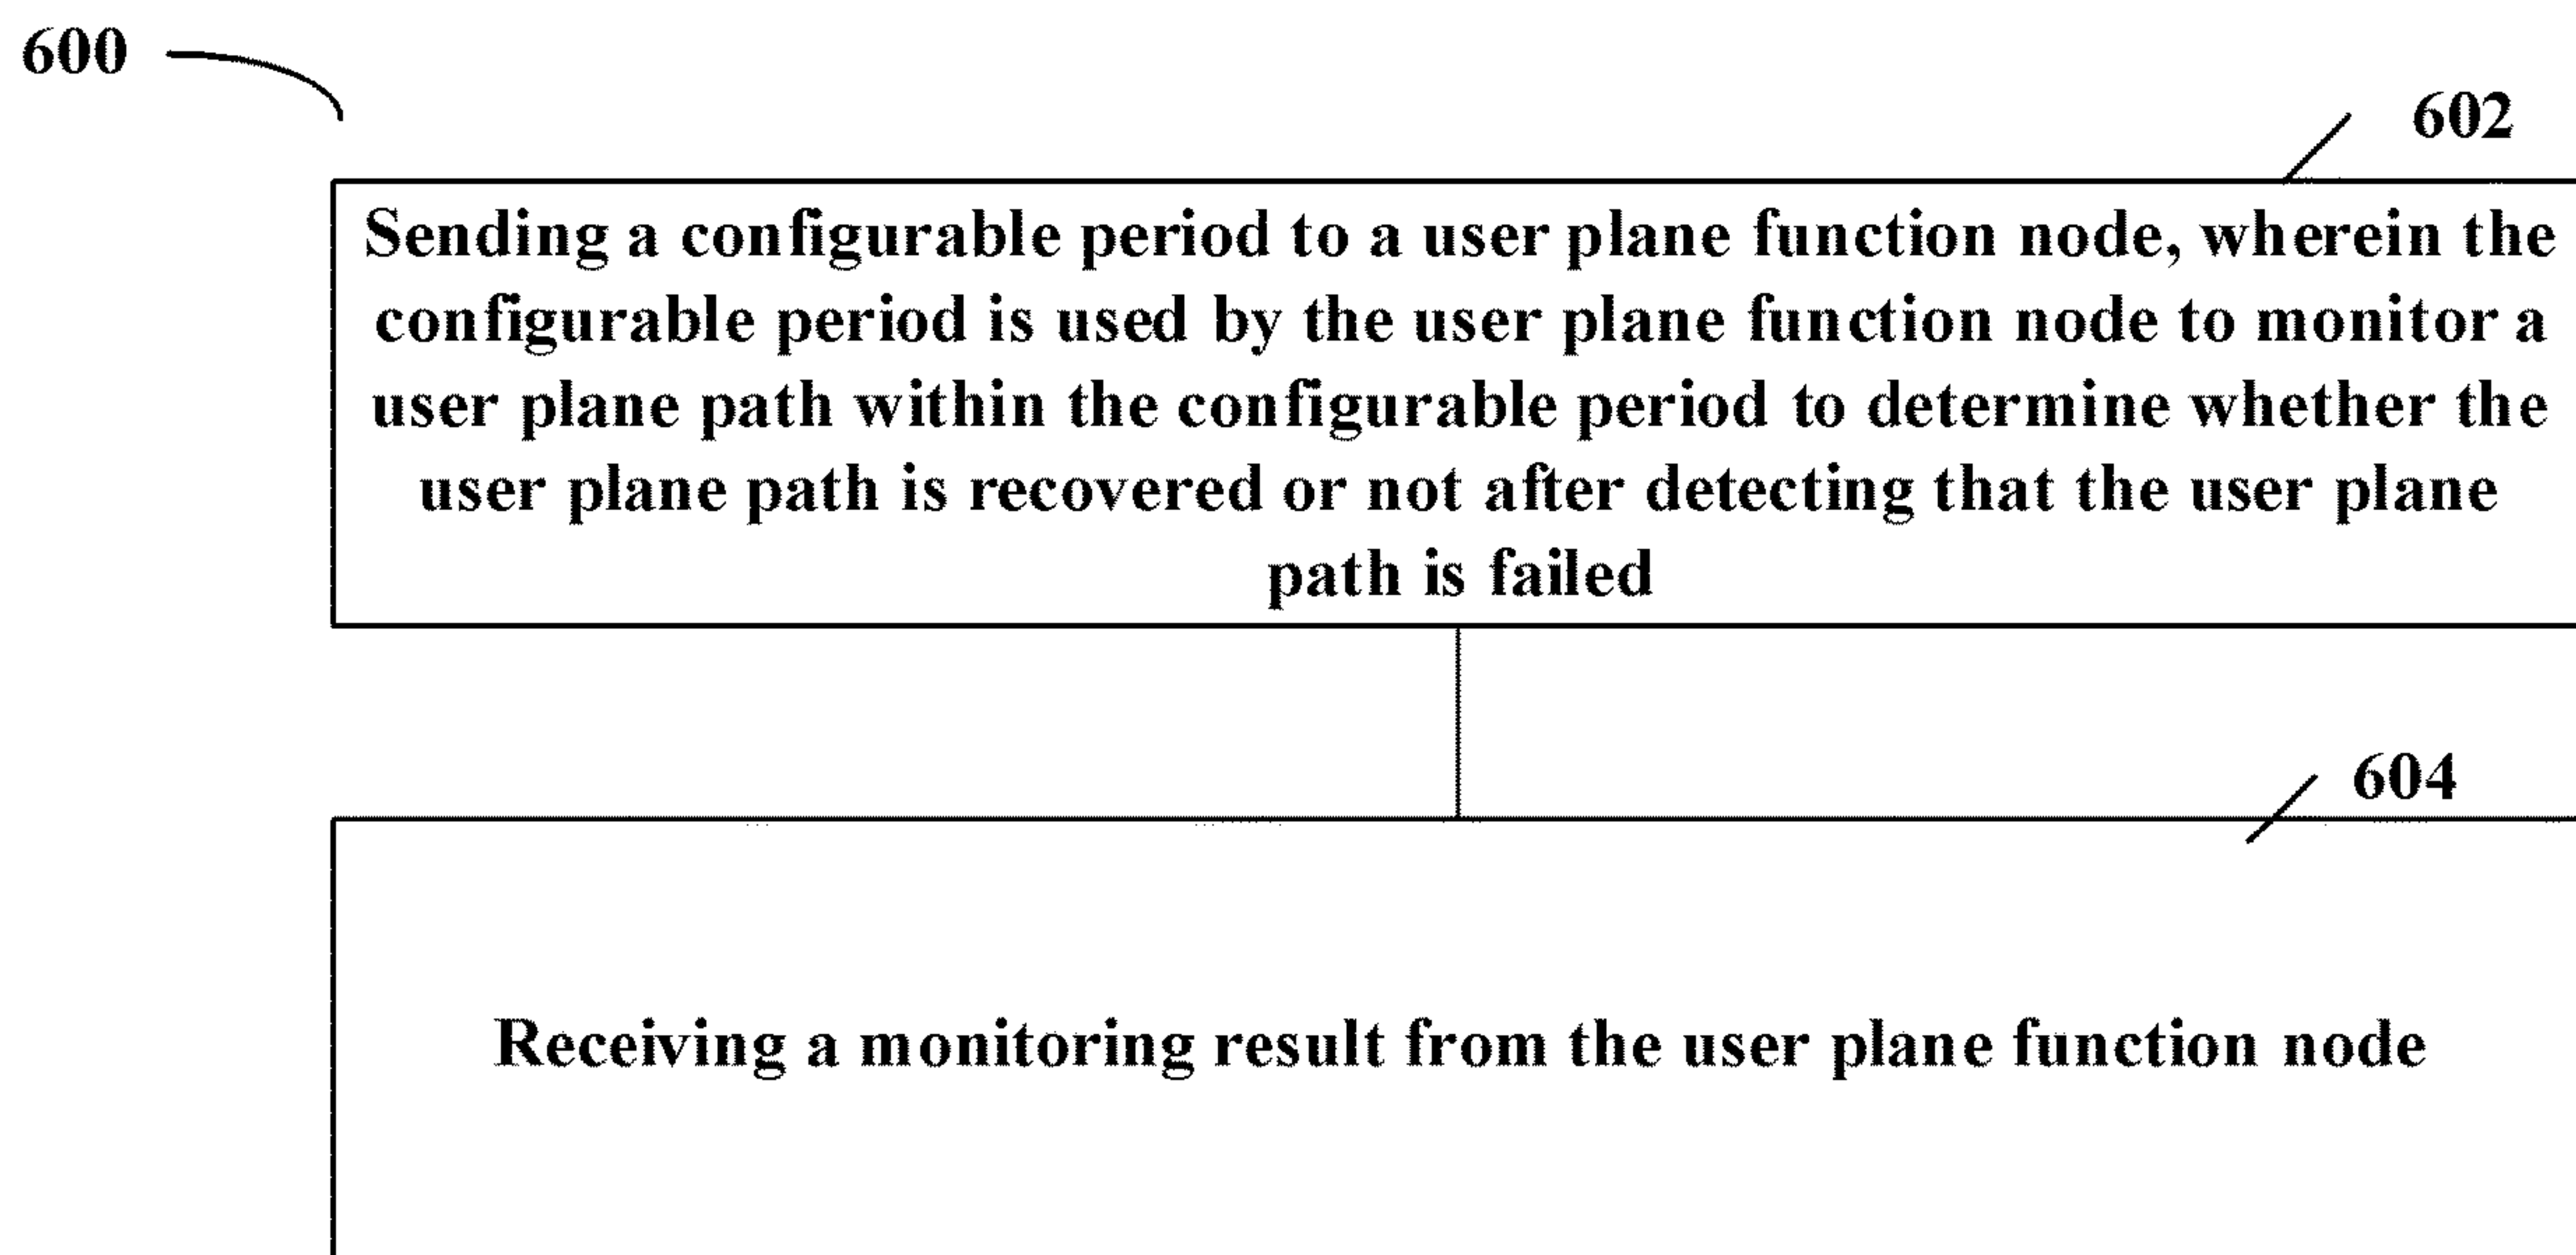 600
602
Sending a configurable period to a user plane function node, wherein the
configurable period is used by the user plane function node to monitor a
user plane path within the configurable period to determine whether the
user plane path is recovered or not after detecting that the user plane
path is failed
604
Receiving a monitoring result from the user plane function node